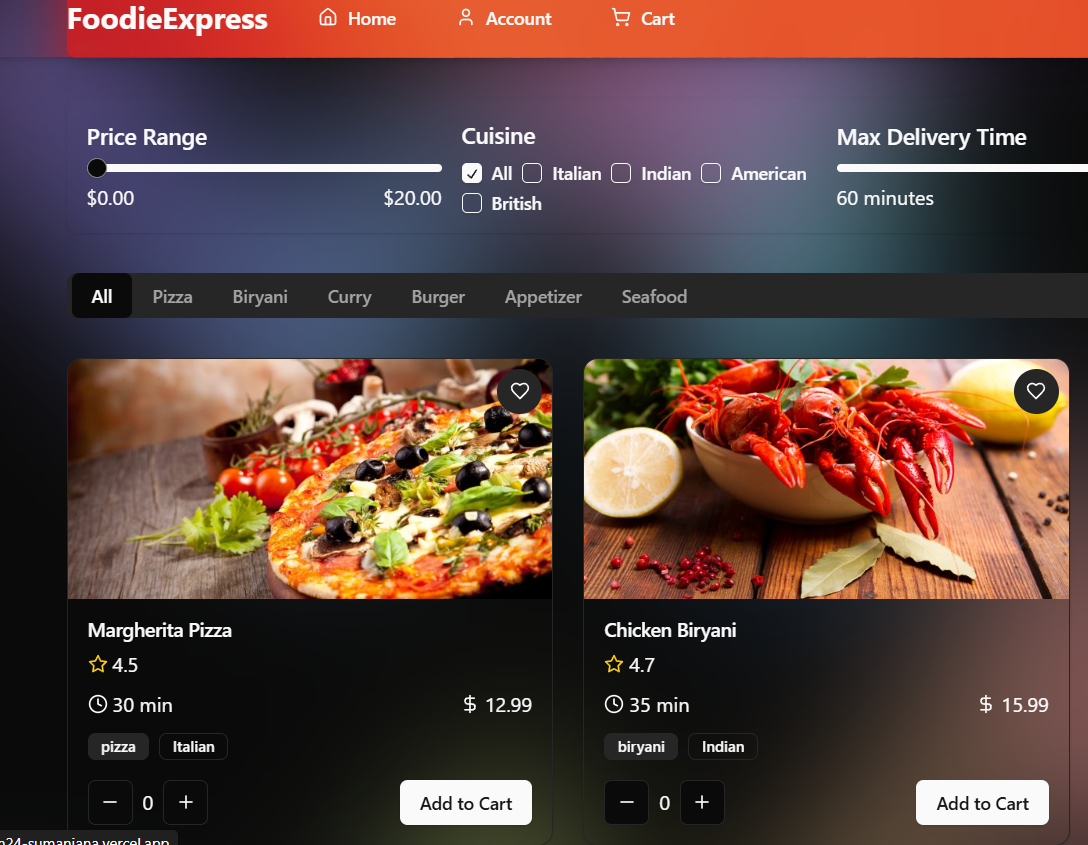 FoodieExpress Home Account Cart
Price Range
$0.00 $20.00
Cuisine
All Italian Indian American
British
Max Delivery Time
60 minutes
All Pizza Biryani Curry Burger Appetizer Seafood
Margherita Pizza
4.5
30 min $ 12.99
pizza Italian
0 Add to Cart
Chicken Biryani
4.7
35 min $ 15.99
biryani Indian
0 Add to Cart
24-sumanjana.vercel.app